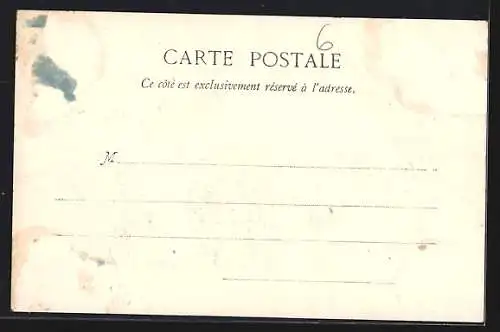 6
CARTE POSTALE
Ce côté est exclusivement réservé à l'adresse.
M